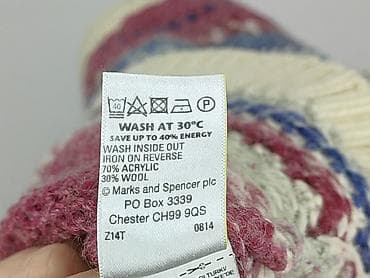 40 P
WASH AT 30°C
SAVE UP TO 40% ENERGY
WASH INSIDE OUT
IRON ON REVERSE
70% ACRYLIC
30% WOOL
© Marks and Spencer plc
PO Box 3339
Chester CH99 9QS
Z14T 0814